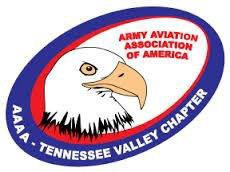 ARMY AVIATION
ASSOCIATION
OF AMERICA
AAAA - TENNESSEE VALLEY CHAPTER